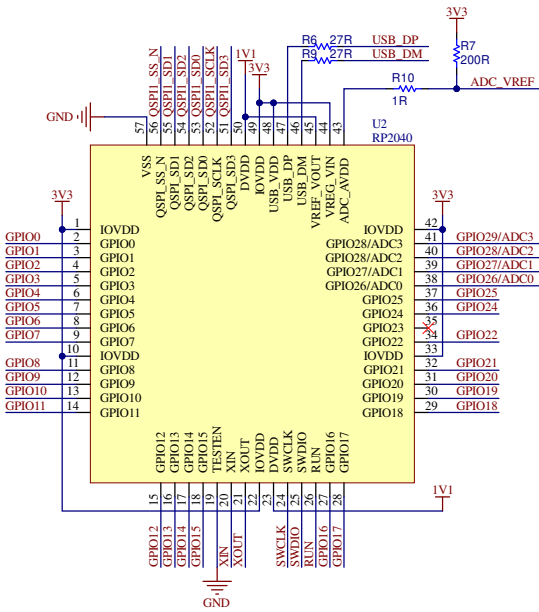 3V3
R6 27R USB_DP
R9 27R USB_DM
R7
200R
1V1
3V3
R10
1R
ADC_VREF
QSPI1_SS_N
QSPI1_SD1
QSPI1_SD2
QSPI1_SD0
QSPI1_SCLK
QSPI1_SD3
GND
57
56
55
54
53
52
51
50
49
48
47
46
45
44
43
U2
RP2040
VSS
QSPI_SS_N
QSPI_SD1
QSPI_SD2
QSPI_SD0
QSPI_SCLK
QSPI_SD3
DVDD
IOVDD
USB_VDD
USB_DP
USB_DM
VREF_VOUT
VREG_VIN
ADC_AVDD
3V3
3V3
1 IOVDD
GPIO0 2 GPIO0
GPIO1 3 GPIO1
GPIO2 4 GPIO2
GPIO3 5 GPIO3
GPIO4 6 GPIO4
GPIO5 7 GPIO5
GPIO6 8 GPIO6
GPIO7 9 GPIO7
10 IOVDD
GPIO8 11 GPIO8
GPIO9 12 GPIO9
GPIO10 13 GPIO10
GPIO11 14 GPIO11
IOVDD 42
GPIO28/ADC3 41 GPIO29/ADC3
GPIO28/ADC2 40 GPIO28/ADC2
GPIO27/ADC1 39 GPIO27/ADC1
GPIO26/ADC0 38 GPIO26/ADC0
GPIO25 37 GPIO25
GPIO24 36 GPIO24
GPIO23 35
GPIO22 34 GPIO22
IOVDD 33
GPIO21 32 GPIO21
GPIO20 31 GPIO20
GPIO19 30 GPIO19
GPIO18 29 GPIO18
GPIO12
GPIO13
GPIO14
GPIO15
TESTEN
XIN
XOUT
IOVDD
DVDD
SWCLK
SWDIO
RUN
GPIO16
GPIO17
15
16
17
18
19
20
21
22
23
24
25
26
27
28
1V1
GPIO12
GPIO13
GPIO14
GPIO15
XIN
XOUT
SWCLK
SWDIO
RUN
GPIO16
GPIO17
GND